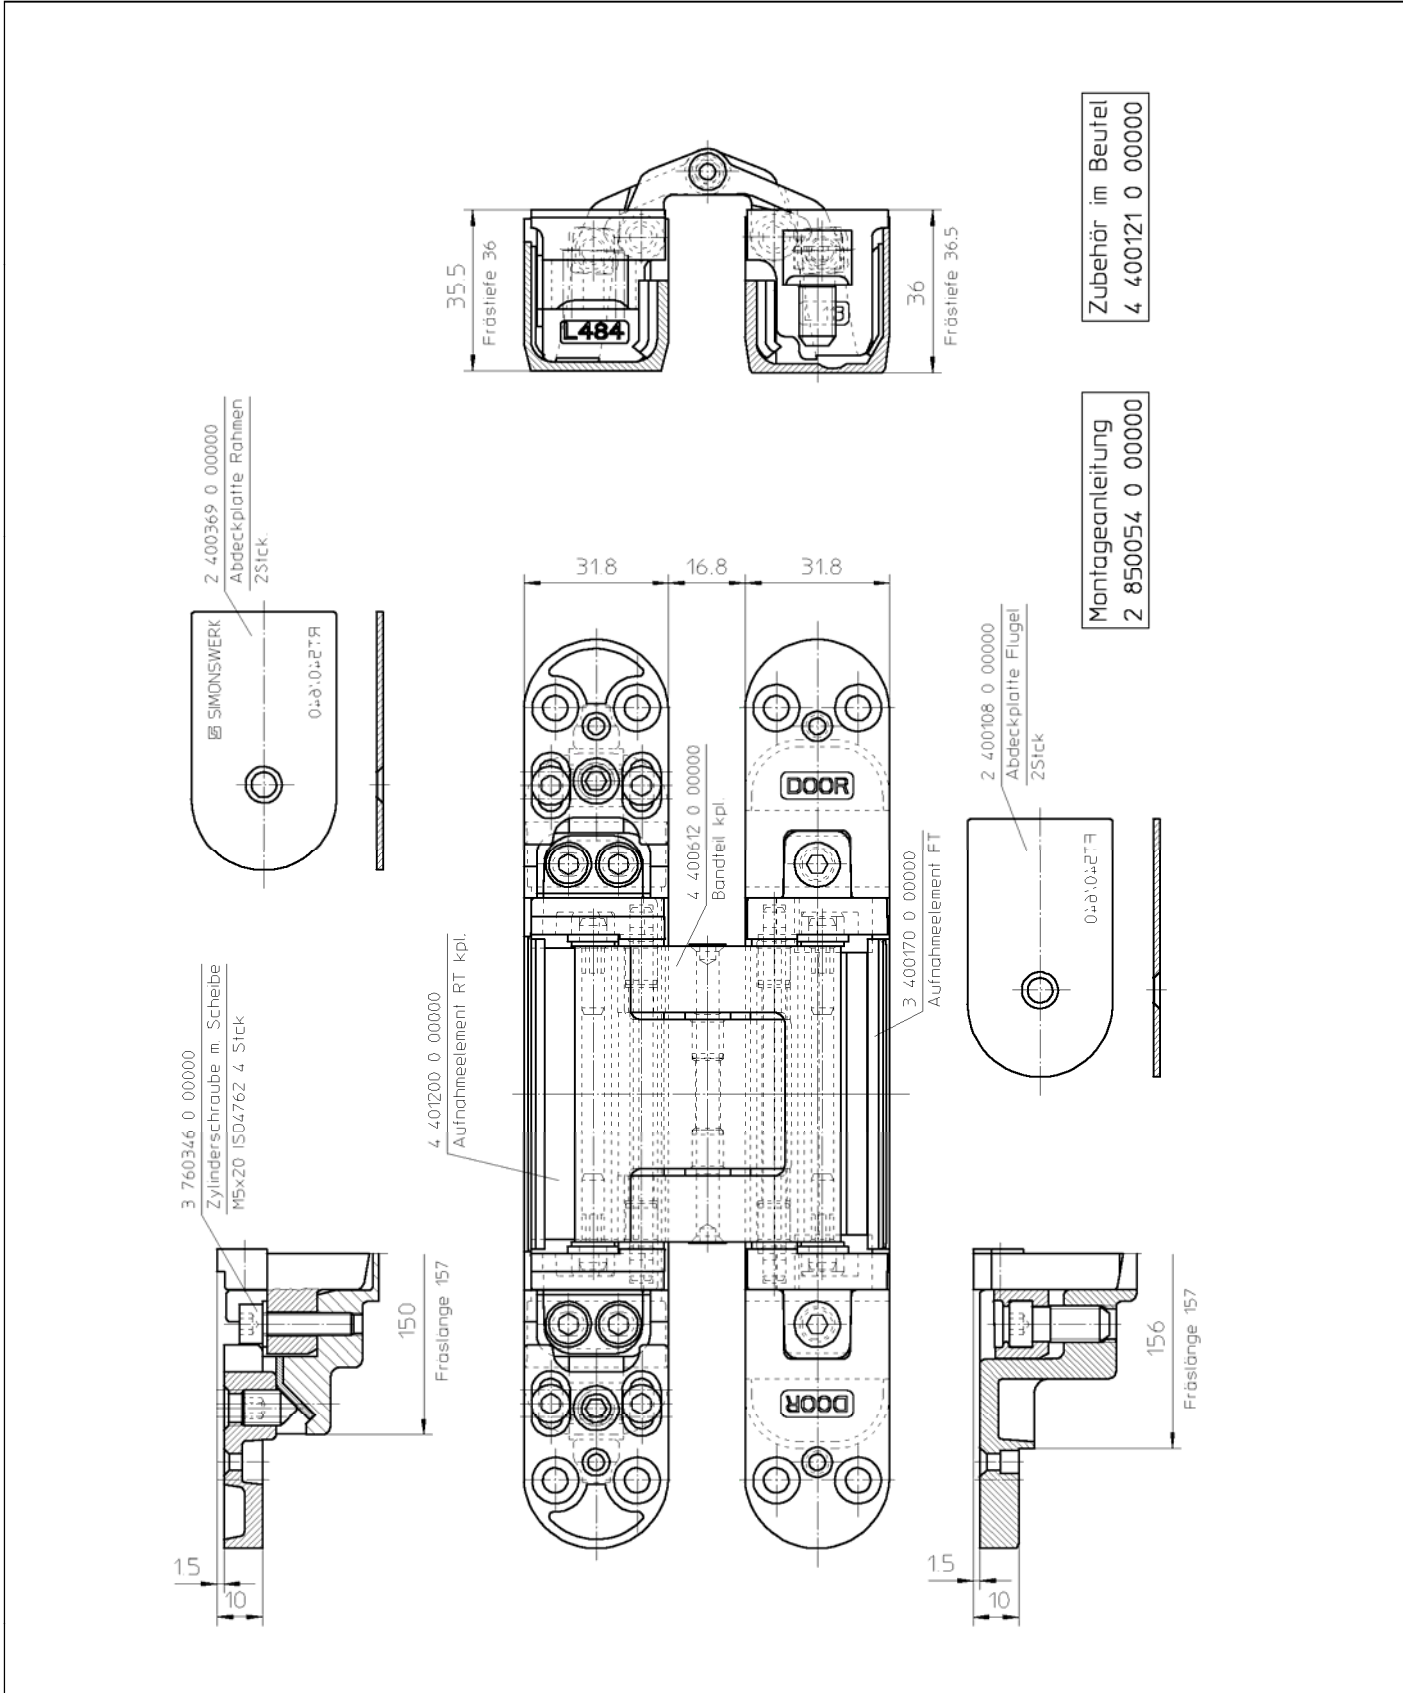 35.5
Frästiefe 36
L484
B
36
Frästiefe 36.5
Zubehör im Beutel
4 400121 0 00000
Montageanleitung
2 850054 0 00000
2 400369 0 00000
Abdeckplatte Rahmen
2Stck.
SIMONSWERK
31.8
16.8
31.8
DOOR
4 400612 0 00000
Bandteil kpl.
2 400108 0 00000
Abdeckplatte Flugel
2Stck
3 400170 0 00000
Aufnahmeelement FT
4 401200 0 00000
Aufnahmeelement RT kpl.
3 760346 0 00000
Zylinderschraube m. Scheibe
M5x20 ISO4762 4 Stck
150
Fräslänge 157
1.5
10
DOOR
156
Fräslänge 157
1.5
10